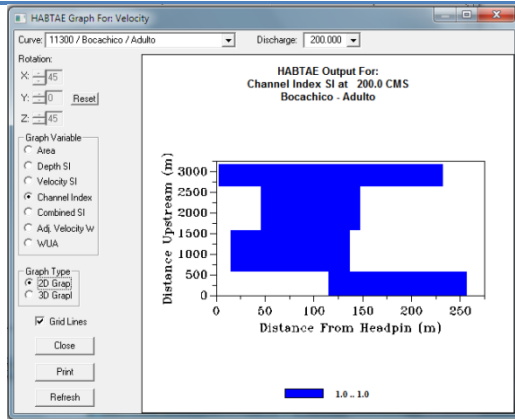 HABTAE Graph For: Velocity
Curve: 11300 / Bocachico / Adulto
Discharge: 200.000
Rotation:
X: 45
Y: 0 Reset
Z: 45
Graph Variable
Area
Depth SI
Velocity SI
Channel Index
Combined SI
Adj. Velocity W
WUA
Graph Type
2D Grap
3D Grapl
Grid Lines
Close
Print
Refresh
HABTAE Output For:
Channel Index SI at 200.0 CMS
Bocachico - Adulto
Distance Upstream (m)
3000
2500
2000
1500
1000
500
0
0 50 100 150 200 250
Distance From Headpin (m)
1.0 .. 1.0